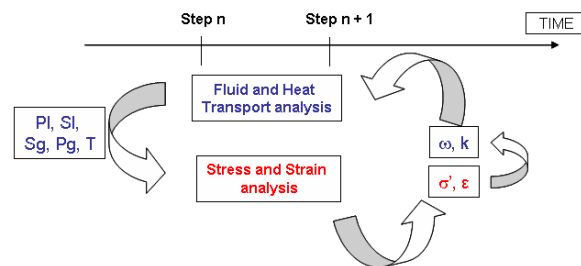 Step n
Step n + 1
TIME
Fluid and Heat
Transport analysis
Pl, Sl,
Sg, Pg, T
ω, k
Stress and Strain
analysis
σ', ε